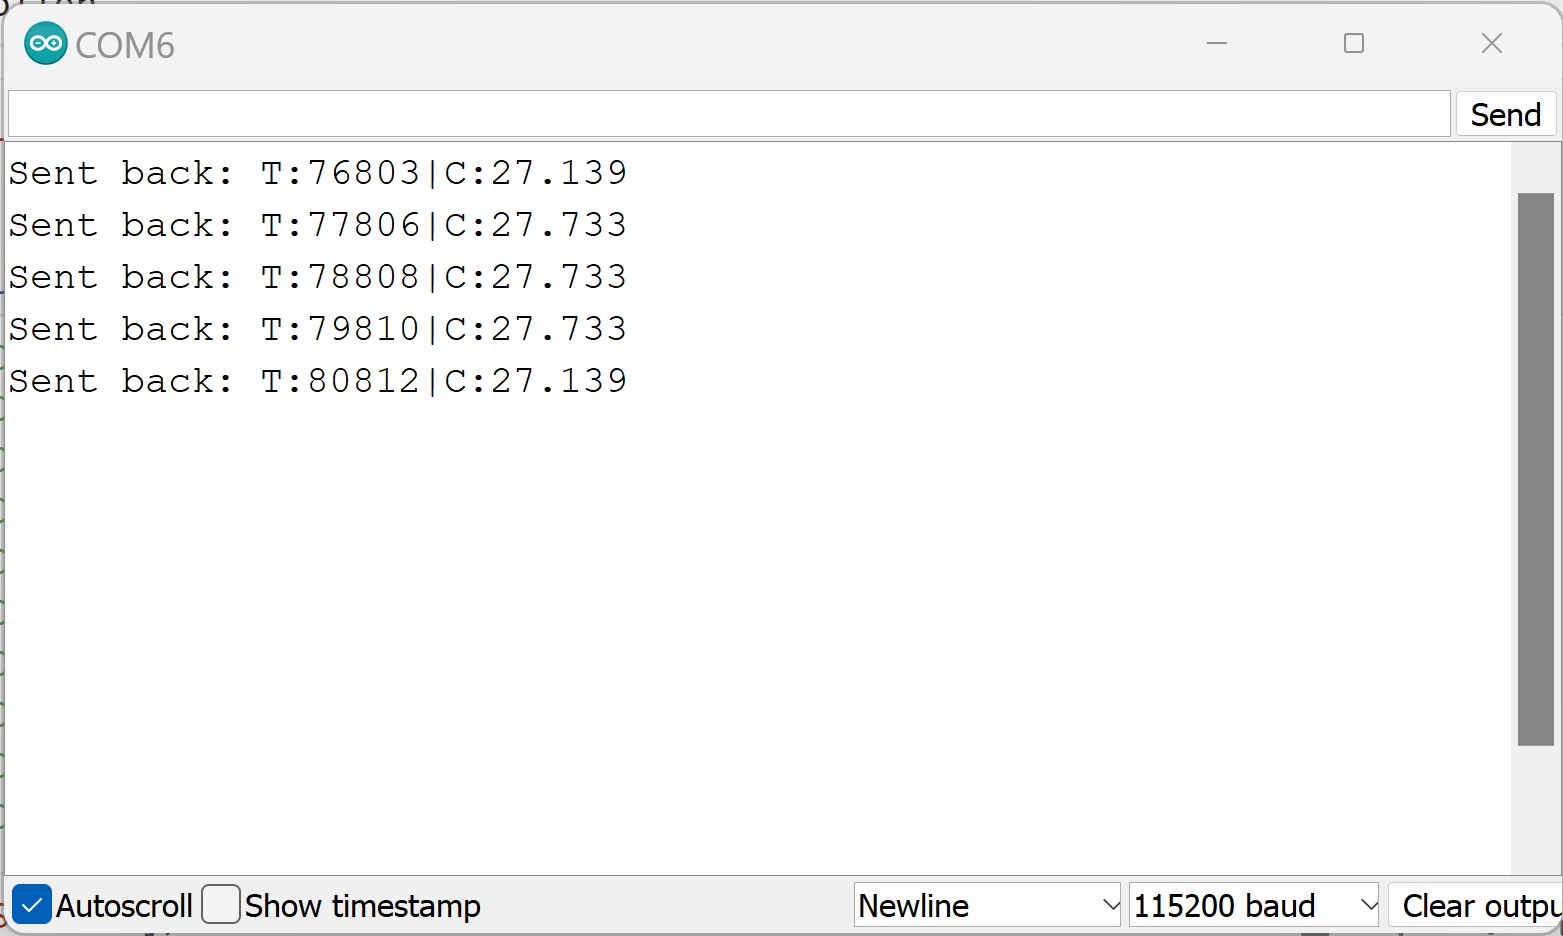 COM6
Send
Sent back: T:76803|C:27.139
Sent back: T:77806|C:27.733
Sent back: T:78808|C:27.733
Sent back: T:79810|C:27.733
Sent back: T:80812|C:27.139
Autoscroll Show timestamp Newline 115200 baud Clear outpu